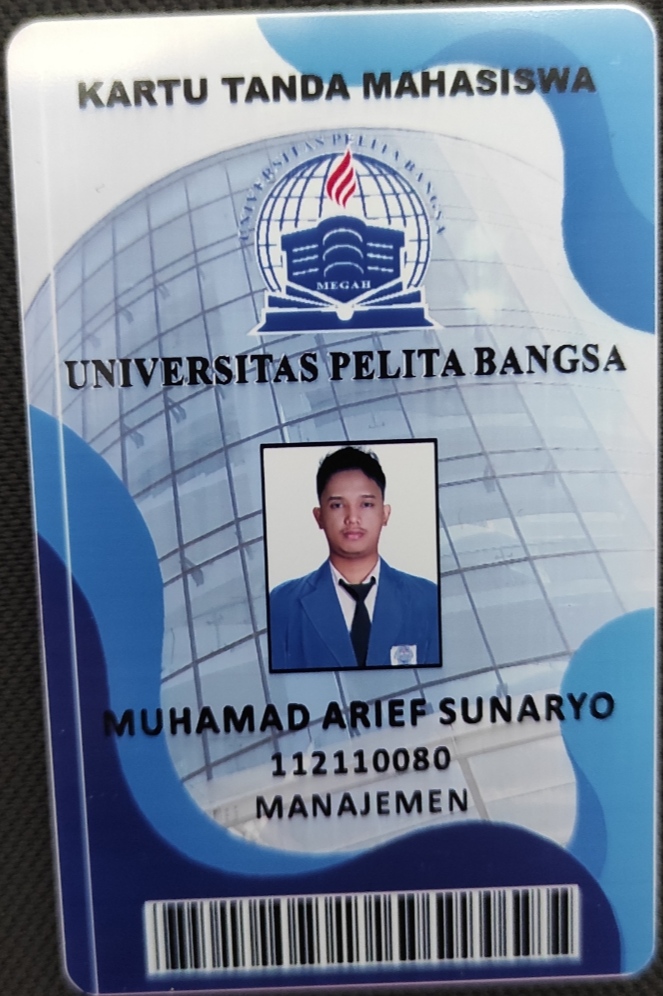 KARTU TANDA MAHASISWA
UNIVERSITAS PELITA BANGSA
MEGAH
UNIVERSITAS PELITA BANGSA
MUHAMAD ARIEF SUNARYO
112110080
MANAJEMEN